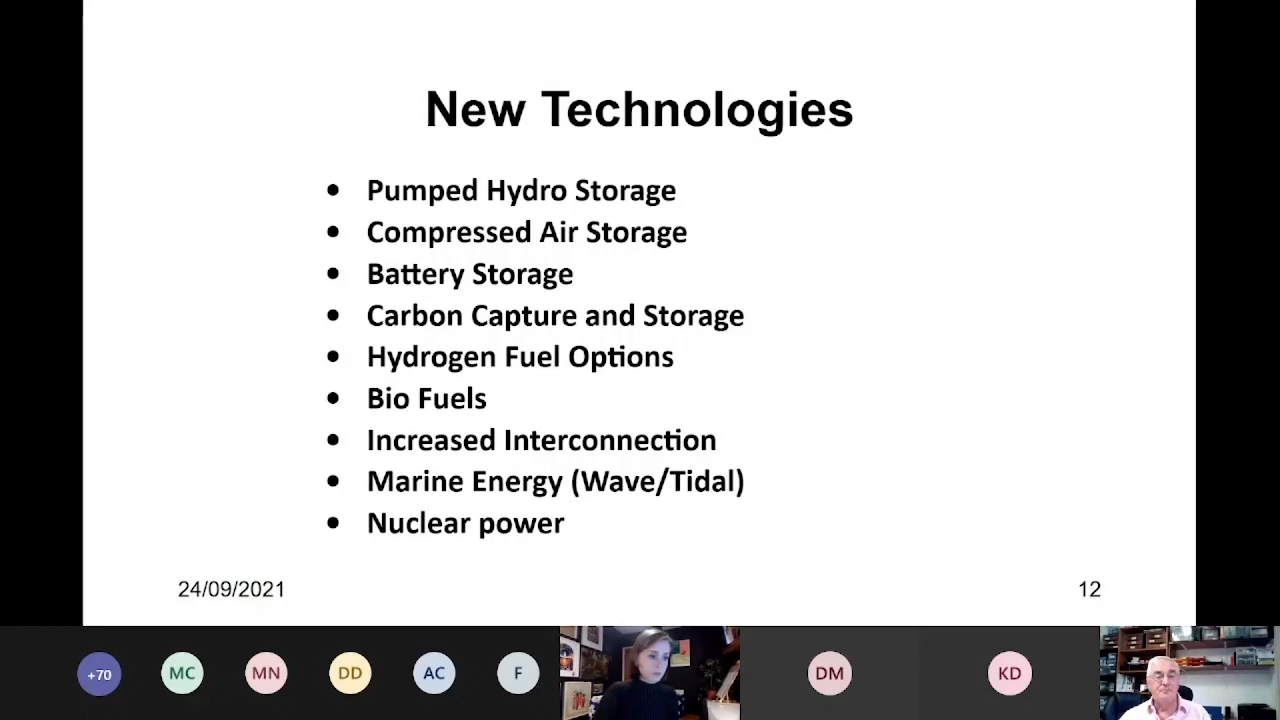 New Technologies
• Pumped Hydro Storage
• Compressed Air Storage
• Battery Storage
• Carbon Capture and Storage
• Hydrogen Fuel Options
• Bio Fuels
• Increased Interconnection
• Marine Energy (Wave/Tidal)
• Nuclear power
24/09/2021 12
+70 MC MN DD AC F DM KD